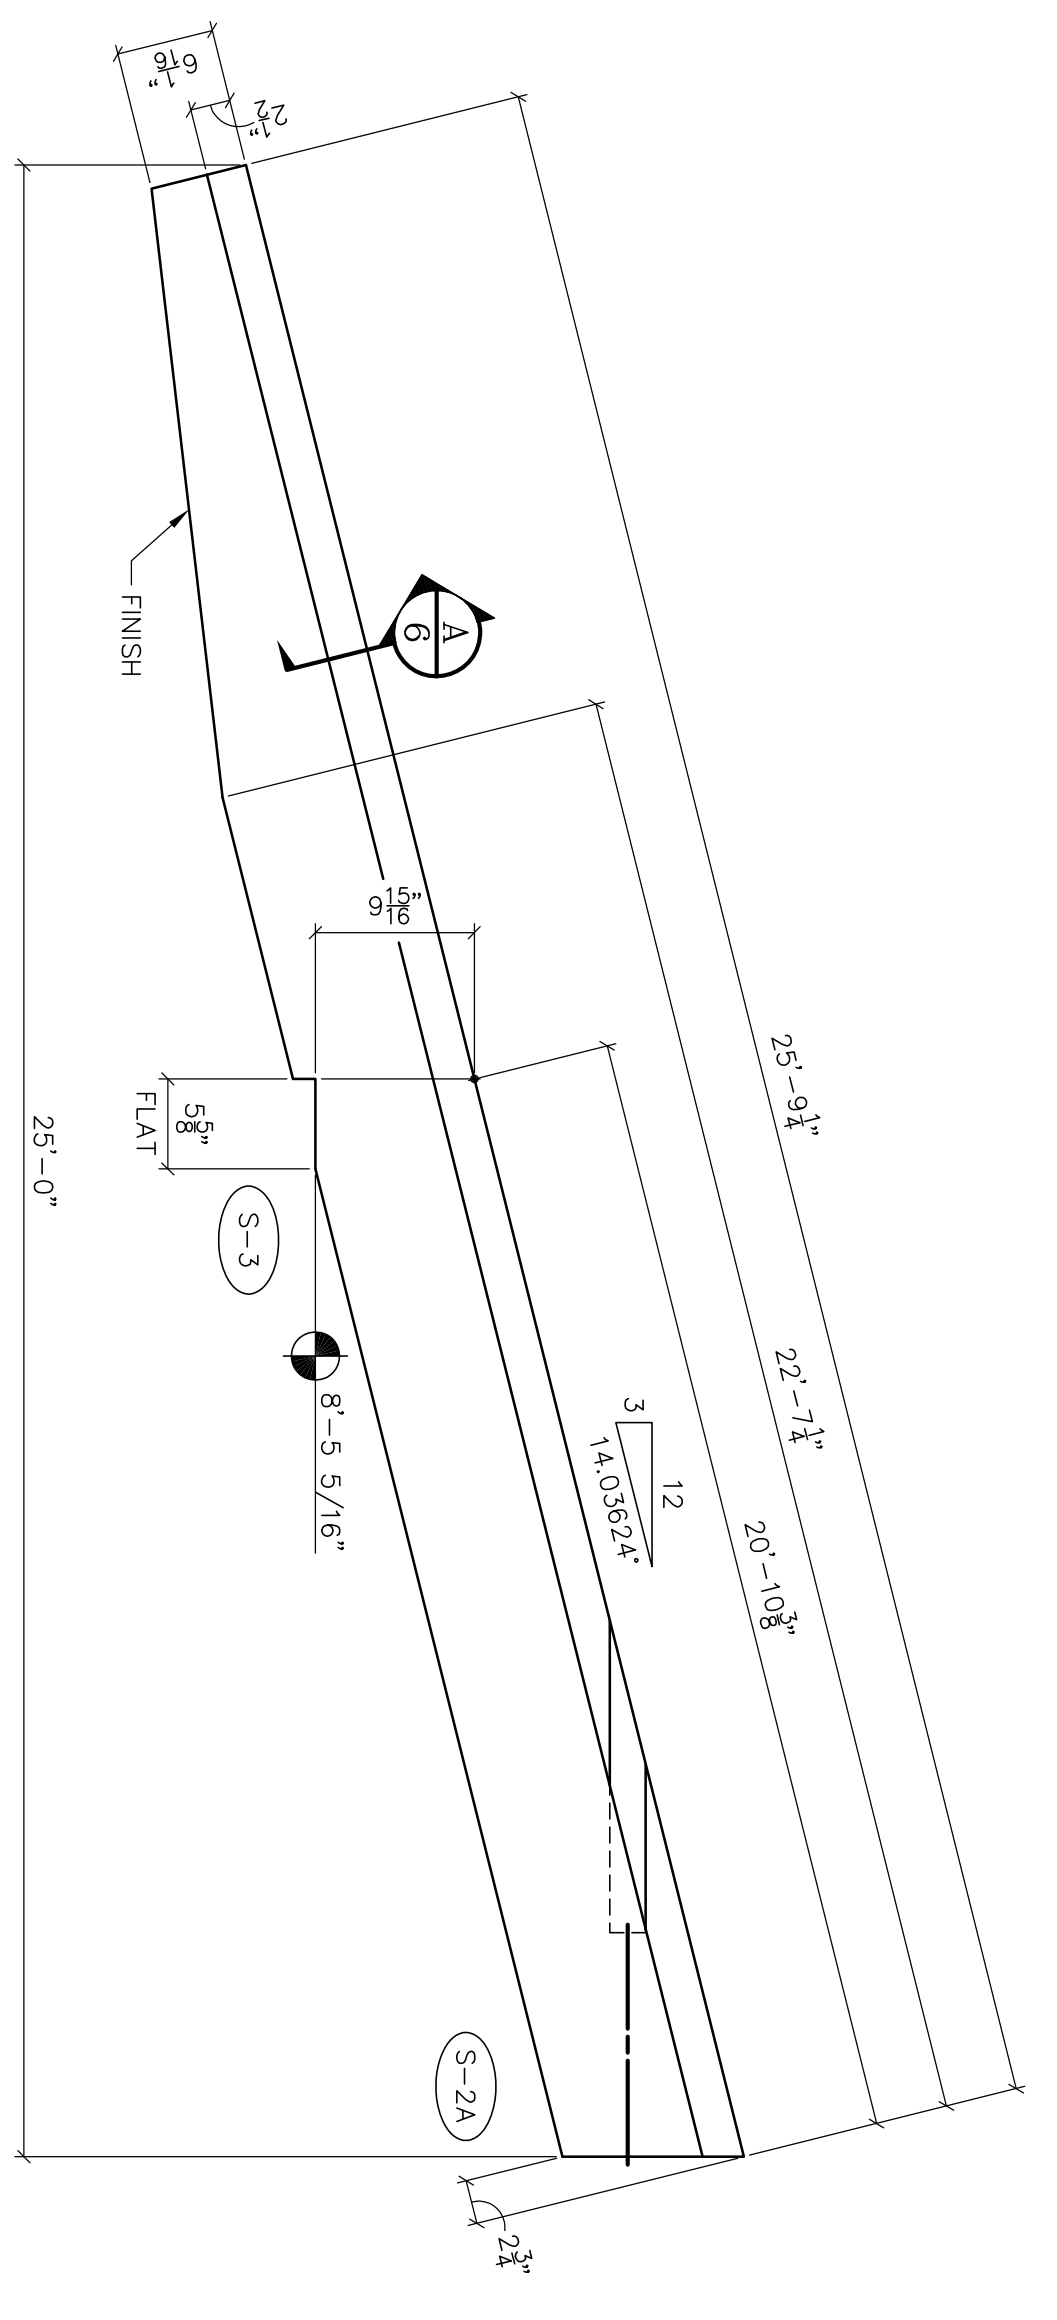 6 1/16"
2 1/2"
25'-9 1/4"
A
6
FINISH
22'-7 1/4"
9 15/16"
20'-10 3/8"
5 5/8"
FLAT
25'-0"
S-3
8'-5 5/16"
12
3
14.03624°
S-2A
2 3/4"